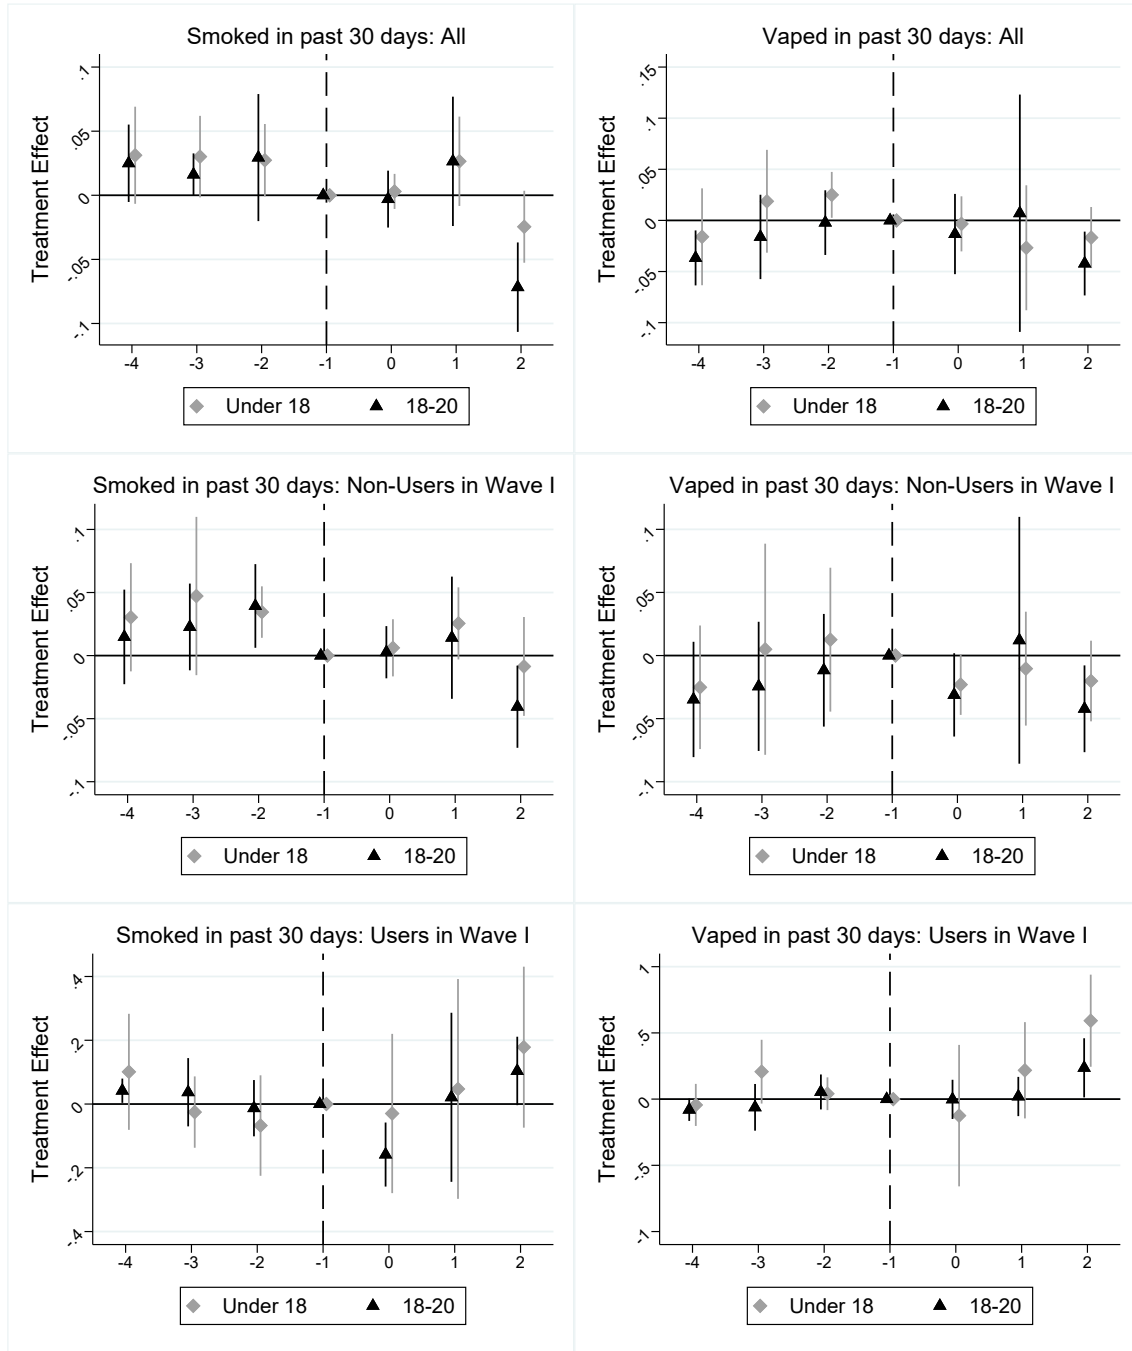 Smoked in past 30 days: All
Treatment Effect
.1
.05
0
-.05
-.1
-4 -3 -2 -1 0 1 2
Under 18 18-20
Vaped in past 30 days: All
Treatment Effect
.15
.1
.05
0
-.05
-.1
-4 -3 -2 -1 0 1 2
Under 18 18-20
Smoked in past 30 days: Non-Users in Wave I
Treatment Effect
.1
.05
0
-.05
-.1
-4 -3 -2 -1 0 1 2
Under 18 18-20
Vaped in past 30 days: Non-Users in Wave I
Treatment Effect
.1
.05
0
-.05
-.1
-4 -3 -2 -1 0 1 2
Under 18 18-20
Smoked in past 30 days: Users in Wave I
Treatment Effect
.4
.2
0
-.2
-.4
-4 -3 -2 -1 0 1 2
Under 18 18-20
Vaped in past 30 days: Users in Wave I
Treatment Effect
1
.5
0
-.5
-1
-4 -3 -2 -1 0 1 2
Under 18 18-20